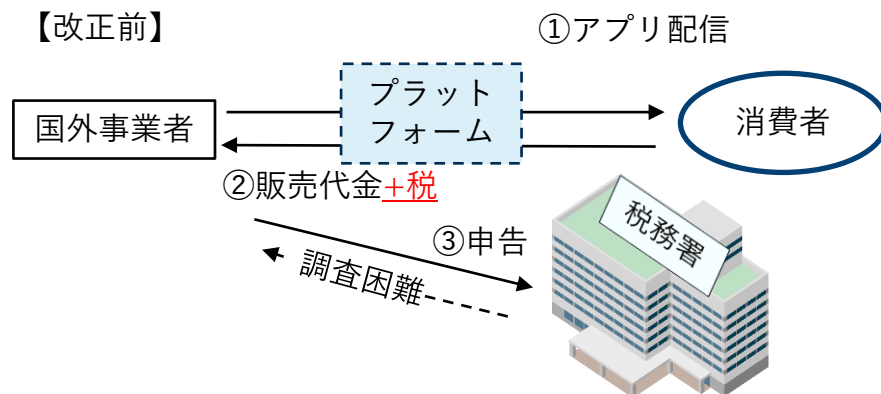 【改正前】
①アプリ配信
プラット
フォーム
国外事業者
消費者
②販売代金+税
税務署
③申告
調査困難